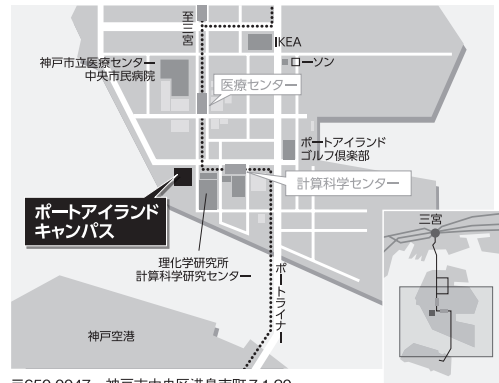 至三宮
IKEA
神戸市立医療センター
中央市民病院
ローソン
医療センター
ポートアイランド
ゴルフ倶楽部
計算科学センター
ポートアイランド
キャンパス
三宮
理化学研究所
計算科学研究センター
ポートライナー
神戸空港